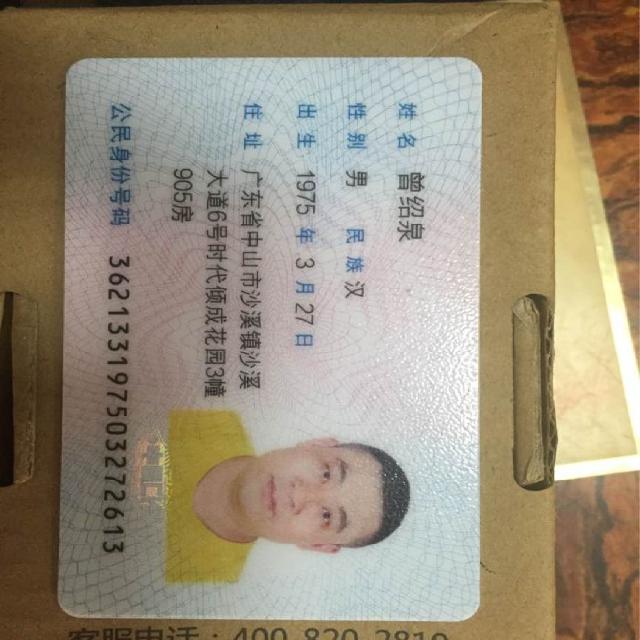 姓名 曾绍泉
性别 男 民族 汉
出生 1975 年 3 月 27 日
住址 广东省中山市沙溪镇沙溪
大道6号时代倾城花园3幢
905房
公民身份号码 362133197503272613
客服电话：400-820-